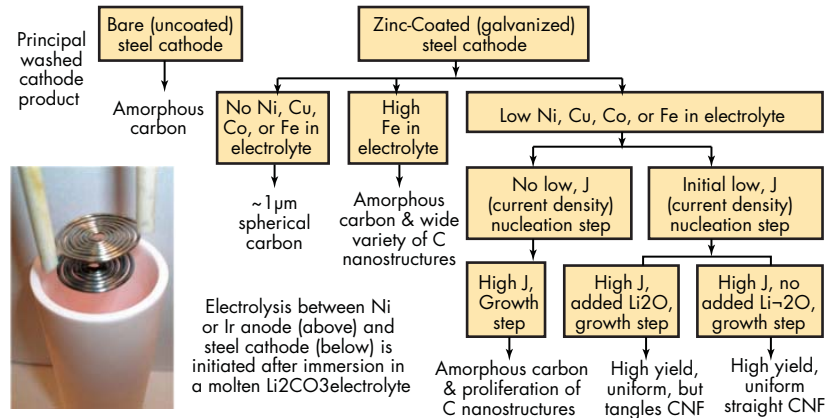 Principal
washed
cathode
product
Bare (uncoated)
steel cathode
Amorphous
carbon
Zinc-Coated (galvanized)
steel cathode
No Ni, Cu,
Co, or Fe in
electrolyte
~1μm
spherical
carbon
High
Fe in
electrolyte
Amorphous
carbon & wide
variety of C
nanostructures
Low Ni, Cu, Co, or Fe in electrolyte
No low, J
(current density)
nucleation step
Initial low, J
(current density)
nucleation step
High J,
Growth
step
High J,
added Li2O,
growth step
High J, no
added Li¬2O,
growth step
Amorphous carbon
& proliferation of
C nanostructures
High yield,
uniform, but
tangles CNF
High yield,
uniform
straight CNF
Electrolysis between Ni
or Ir anode (above) and
steel cathode (below) is
initiated after immersion in
a molten Li2CO3electrolyte